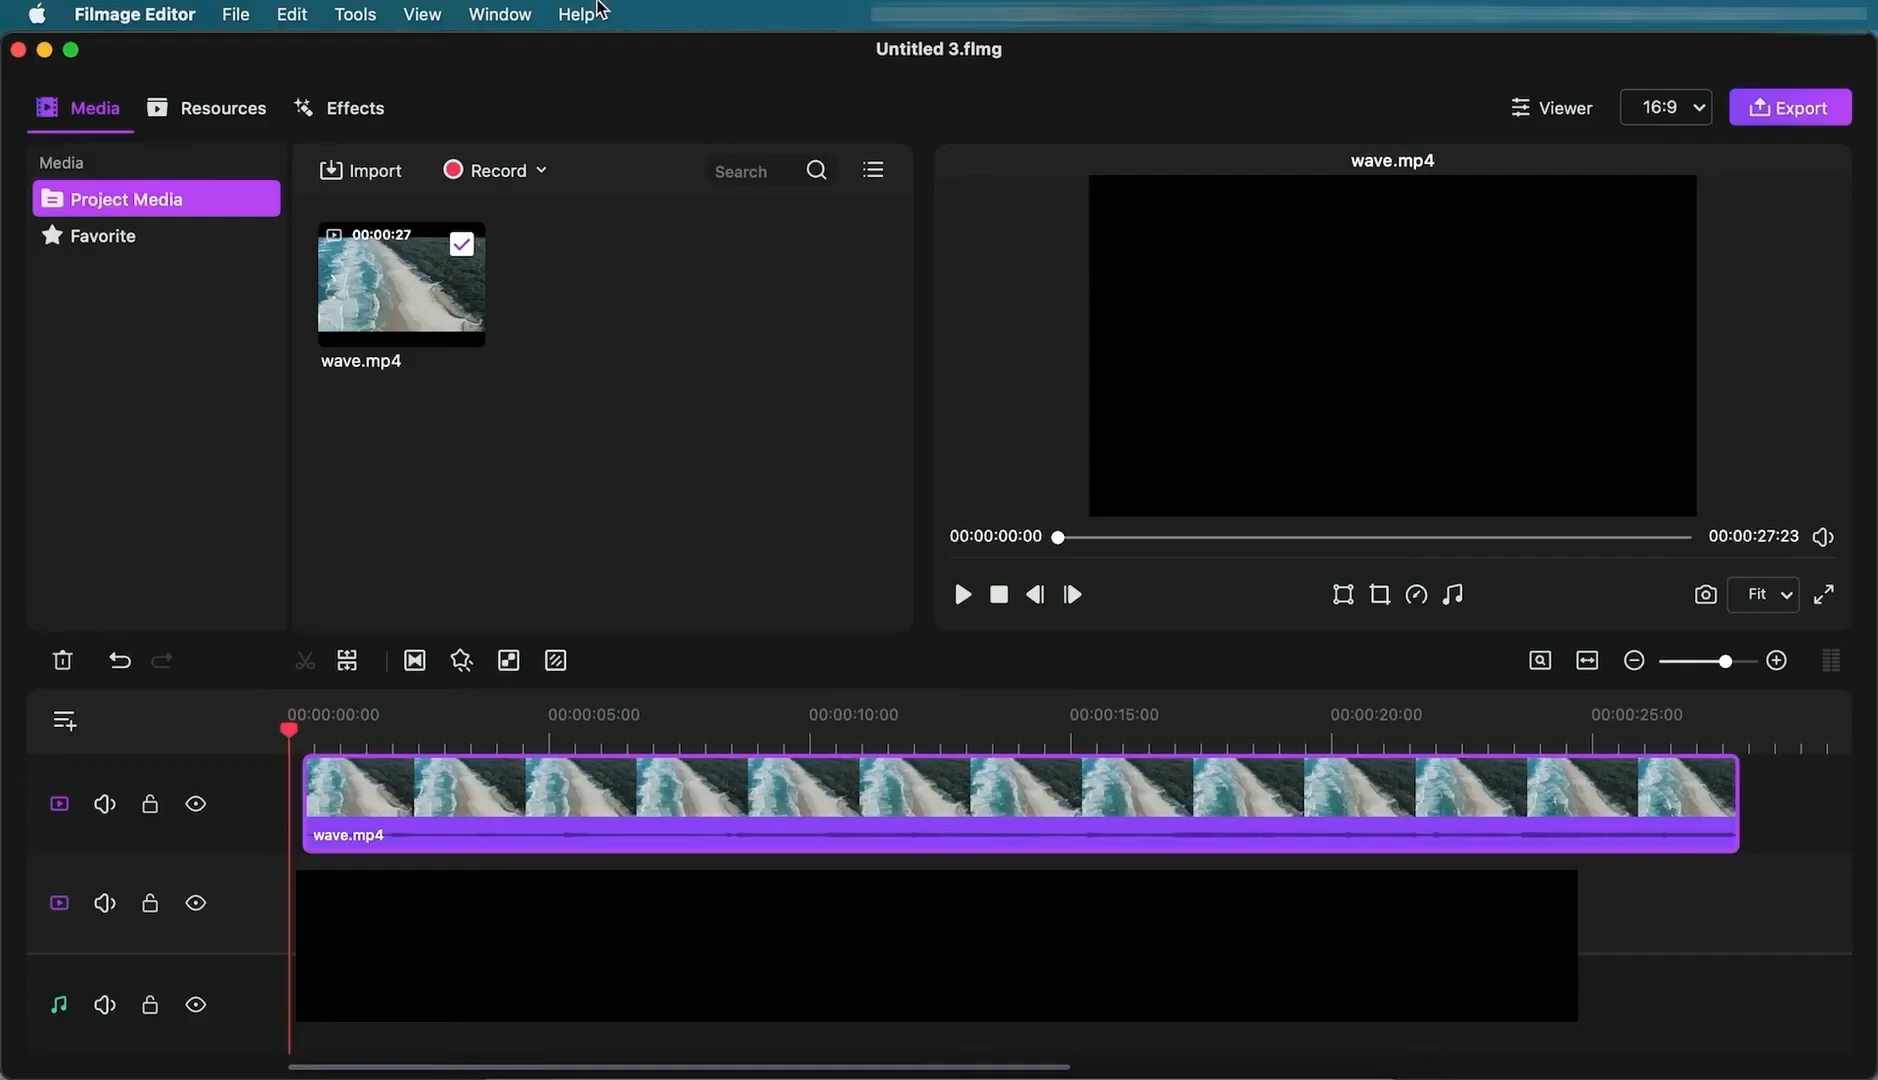 Filmage Editor File Edit Tools View Window Help
Untitled 3.flmg
Media Resources Effects
Viewer 16:9 Export
Media
Project Media
Favorite
Import Record Search
00:00:27
wave.mp4
wave.mp4
00:00:00:00 00:00:27:23
Fit
00:00:00:00 00:00:05:00 00:00:10:00 00:00:15:00 00:00:20:00 00:00:25:00
wave.mp4